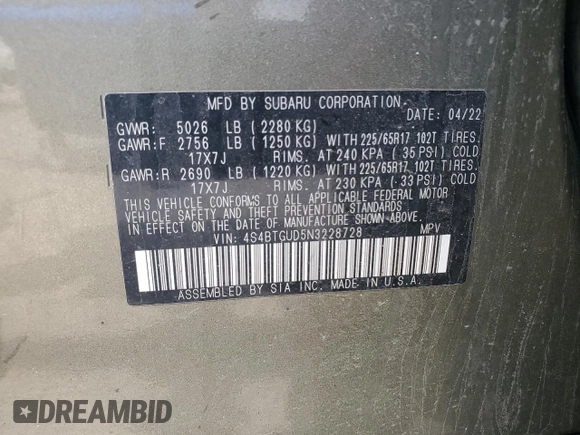 MFD BY SUBARU CORPORATION.
DATE: 04/22
GVWR: 5026 LB ( 2280 KG)
GAWR:F 2756 LB ( 1250 KG) WITH 225/65R17 102T TIRES.
17X7J RIMS. AT 240 KPA ( 35 PSI) COLD
GAWR:R 2690 LB ( 1220 KG) WITH 225/65R17 102T TIRES.
17X7J RIMS. AT 230 KPA ( 33 PSI) COLD
THIS VEHICLE CONFORMS TO ALL APPLICABLE FEDERAL MOTOR
VEHICLE SAFETY AND THEFT PREVENTION STANDARDS
IN EFFECT ON THE DATE OF MANUFACTURE SHOWN ABOVE.
VIN: 4S4BTGUD5N3228728 MPV
ASSEMBLED BY SIA INC. MADE IN U.S.A.
DREAMBID